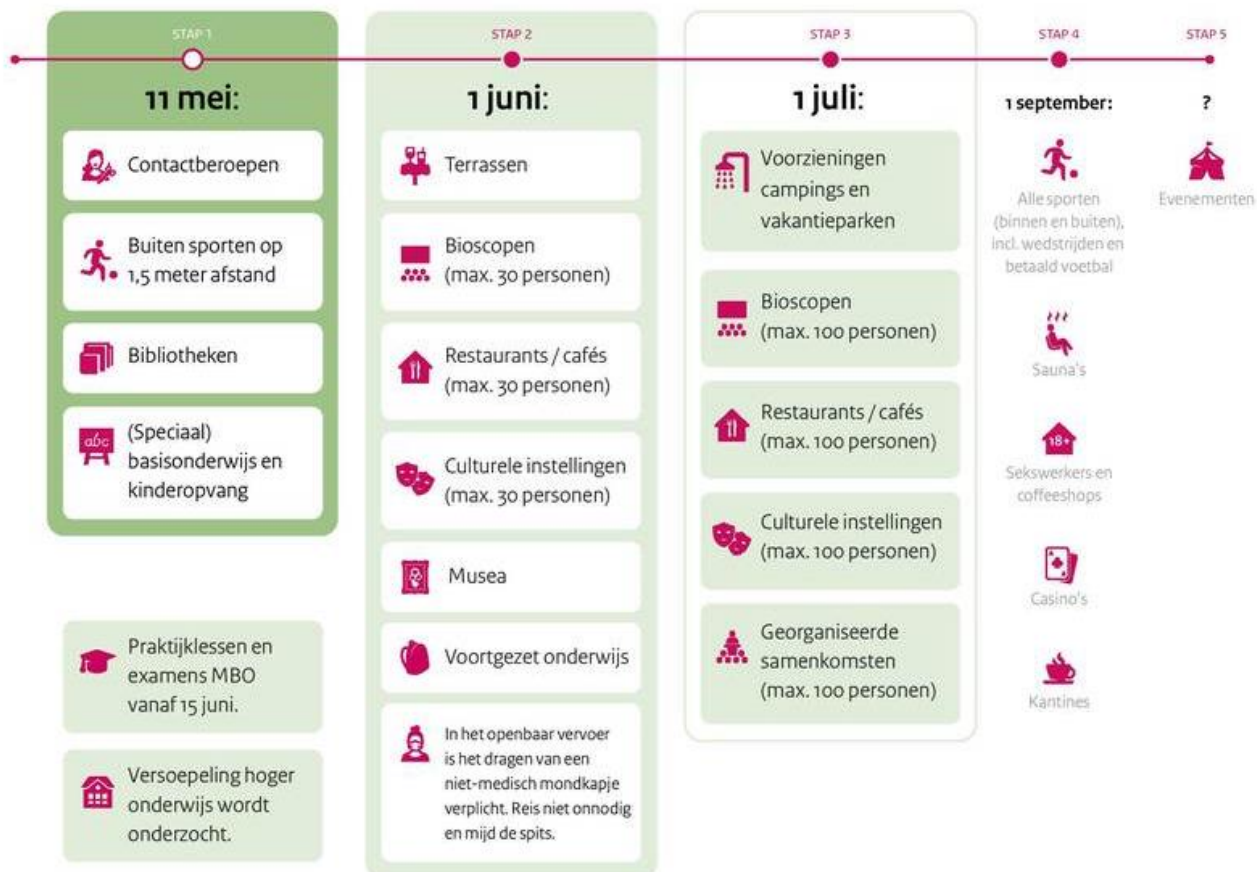 STAP 1
11 mei:
Contactberoepen
Buiten sporten op
1,5 meter afstand
Bibliotheken
abc
(Speciaal)
basisonderwijs en
kinderopvang
Praktijklessen en
examens MBO
vanaf 15 juni.
Versoepeling hoger
onderwijs wordt
onderzocht.
STAP 2
1 juni:
Terrassen
Bioscopen
(max. 30 personen)
Restaurants / cafés
(max. 30 personen)
Culturele instellingen
(max. 30 personen)
Musea
Voortgezet onderwijs
In het openbaar vervoer
is het dragen van een
niet-medisch mondkapje
verplicht. Reis niet onnodig
en mijd de spits.
STAP 3
1 juli:
Voorzieningen
campings en
vakantieparken
Bioscopen
(max. 100 personen)
Restaurants / cafés
(max. 100 personen)
Culturele instellingen
(max. 100 personen)
Georganiseerde
samenkomsten
(max. 100 personen)
STAP 4
1 september:
Alle sporten
(binnen en buiten),
incl. wedstrijden en
betaald voetbal
Sauna's
18+
Sekswerkers en
coffeeshops
Casino's
Kantines
STAP 5
?
Evenementen